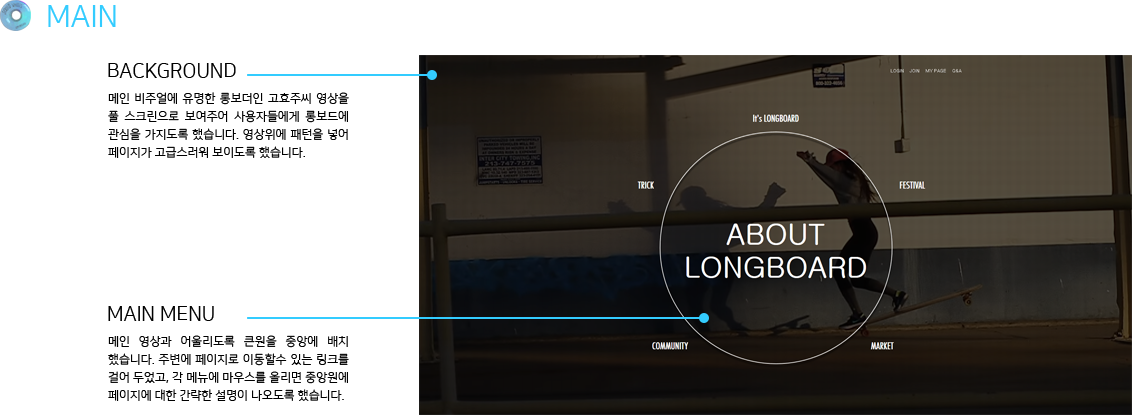 MAIN
BACKGROUND
메인 비주얼에 유명한 롱보더인 고효주씨 영상을
풀 스크린으로 보여주어 사용자들에게 롱보드에
관심을 가지도록 했습니다. 영상위에 패턴을 넣어
페이지가 고급스러워 보이도록 했습니다.
LOGIN JOIN MY PAGE Q&A
It's LONGBOARD
TRICK
FESTIVAL
ABOUT
LONGBOARD
COMMUNITY
MARKET
MAIN MENU
메인 영상과 어울리도록 큰원을 중앙에 배치
했습니다. 주변에 페이지로 이동할수 있는 링크를
걸어 두었고, 각 메뉴에 마우스를 올리면 중앙원에
페이지에 대한 간략한 설명이 나오도록 했습니다.